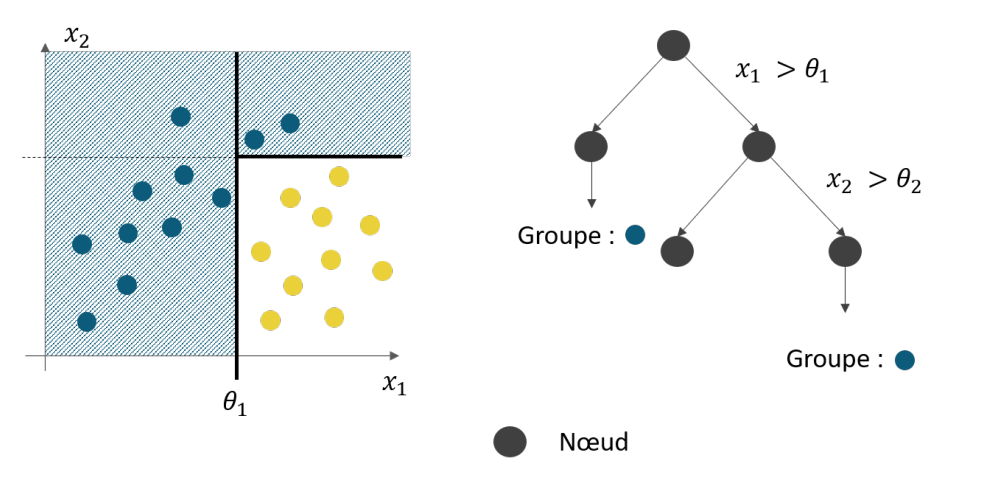 x₂
θ₁
x₁
x₁ > θ₁
x₂ > θ₂
Groupe :
Groupe :
Nœud